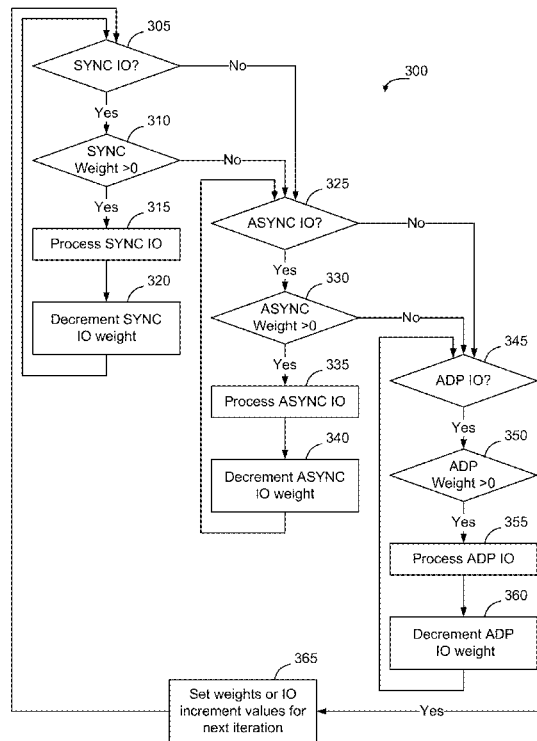 305
SYNC IO?
No
300
Yes
310
SYNC
Weight >0
No
Yes
315
Process SYNC IO
320
Decrement SYNC
IO weight
325
ASYNC IO?
No
Yes
330
ASYNC
Weight >0
No
Yes
335
Process ASYNC IO
340
Decrement ASYNC
IO weight
345
ADP IO?
Yes
350
ADP
Weight >0
Yes
355
Process ADP IO
360
Decrement ADP
IO weight
365
Set weights or IO
increment values for
next iteration
Yes